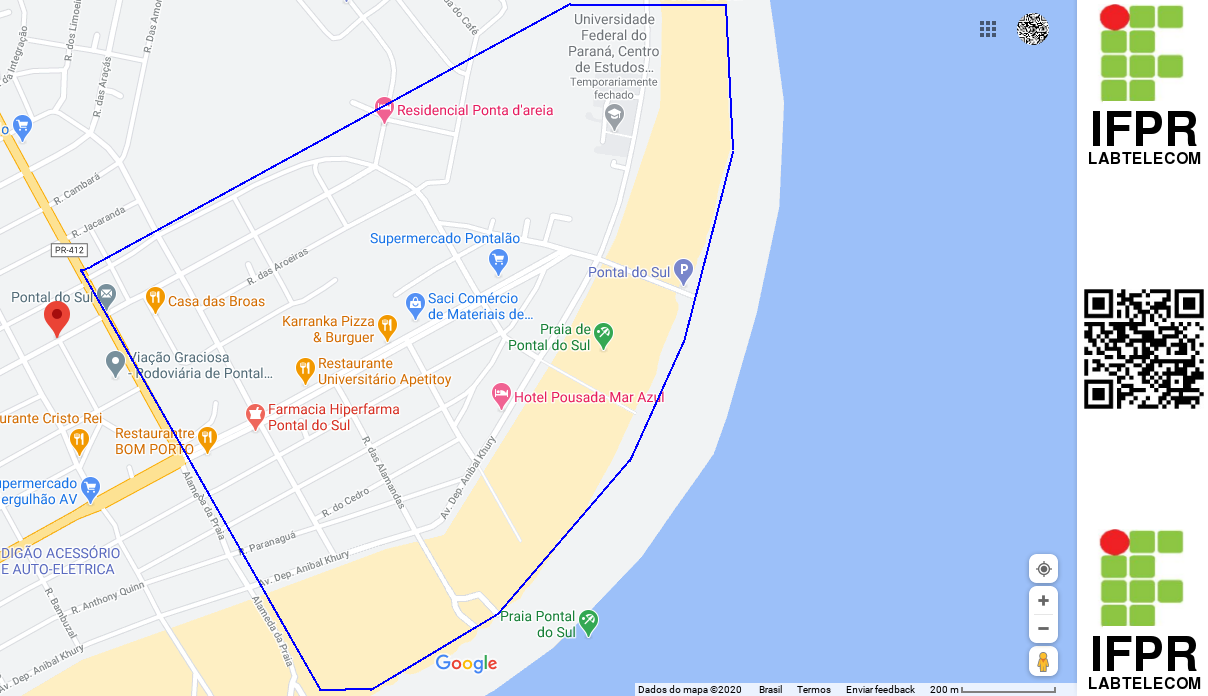 Universidade
Federal do
Paraná, Centro
de Estudos...
Temporariamente
fechado
da do Café
R. dos Limoei
R. Das Amor
da Integração
R. das Araçás
Residencial Ponta d'areia
R. Cambará
R. Jacaranda
PR-412
R. das Aroeiras
Supermercado Pontalão
Pontal do Sul
P
Pontal do Sul
Casa das Broas
Saci Comércio
de Materiais de...
Karranka Pizza
& Burguer
Praia de
Pontal do Sul
Viação Graciosa
- Rodoviária de Pontal...
Restaurante
Universitário Apetitoy
Hotel Pousada Mar Azul
urante Cristo Rei
Farmacia Hiperfarma
Pontal do Sul
Restaurantre
BOM PORTO
R. das Alamandas
Av. Dep. Anibal Khury
upermercado
ergulhão AV
Alameda da Praia
R. do Cedro
R. Paranaguá
DIGÃO ACESSÓRIO
E AUTO-ELETRICA
Av. Dep. Anibal Khury
R. Anthony Quinn
R. Bambuzal
Alameda da Praia
Av. Dep. Anibal Khury
Praia Pontal
do Sul
Google
Dados do mapa ©2020 Brasil Termos Enviar feedback 200 m
IFPR
LABTELECOM
IFPR
LABTELECOM